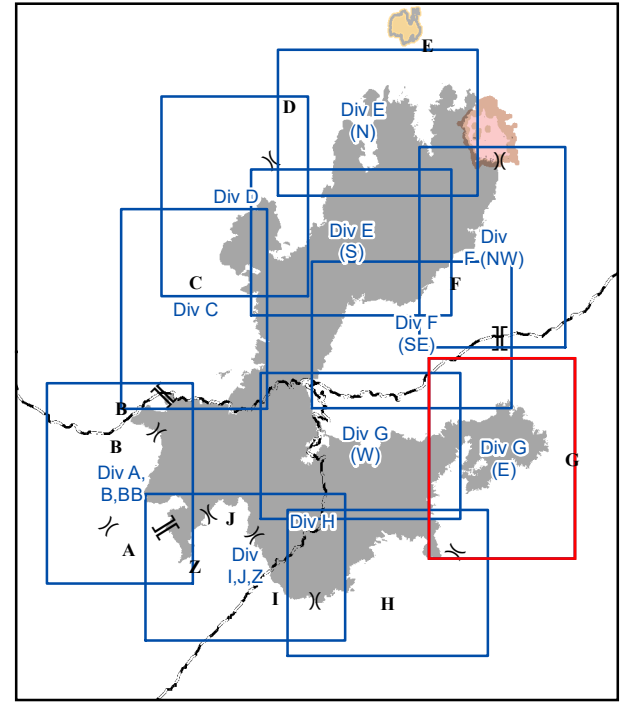 E
D
Div E
(N)
Div D
Div E
(S)
Div
F (NW)
C
F
Div C
Div F
(SE)
B
B
Div G
(W)
Div G
(E)
G
Div A,
B,BB
J
Div H
A
Div
I,J,Z
Z
I
H